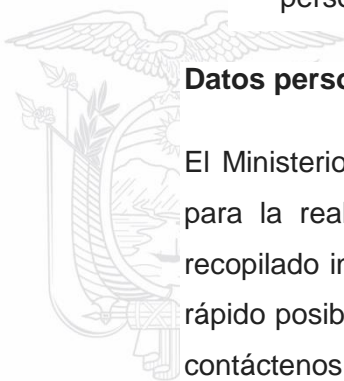 perso
Datos perso
El Ministerio
para la real
recopilado in
rápido posib
contáctenos